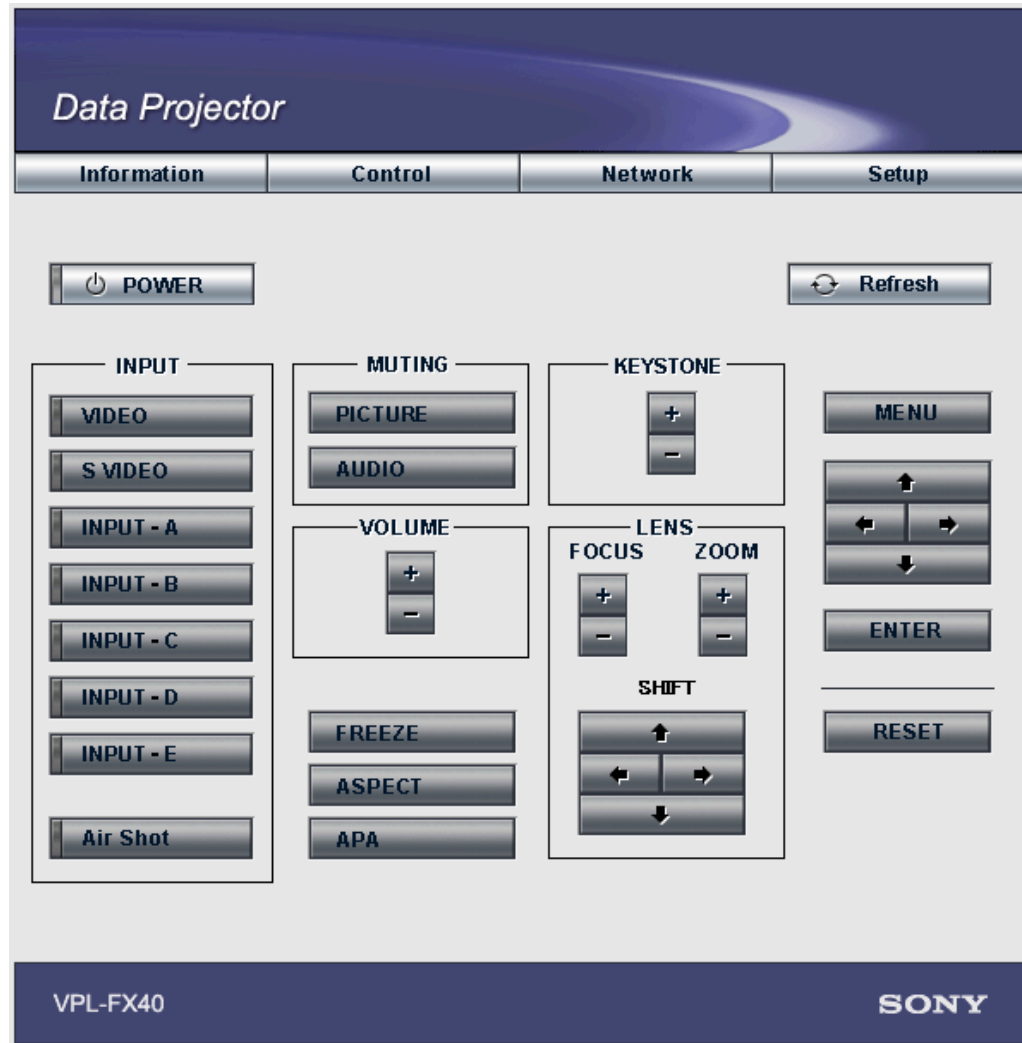 Data Projector
Information Control Network Setup
POWER
Refresh
INPUT
VIDEO
S VIDEO
INPUT - A
INPUT - B
INPUT - C
INPUT - D
INPUT - E
Air Shot
MUTING
PICTURE
AUDIO
VOLUME
+
-
FREEZE
ASPECT
APA
KEYSTONE
+
-
LENS
FOCUS ZOOM
+ +
- -
SHIFT
MENU
ENTER
RESET
VPL-FX40
SONY